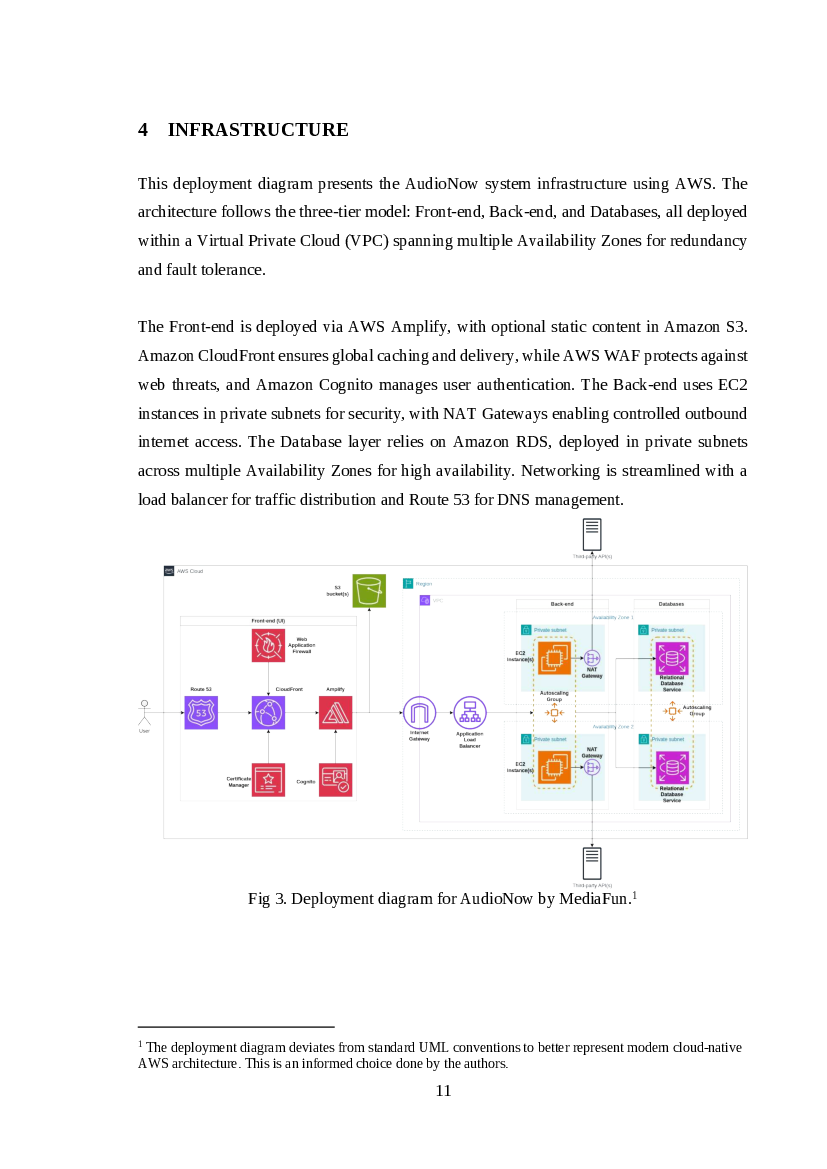 4 INFRASTRUCTURE
This deployment diagram presents the AudioNow system infrastructure using AWS. The
architecture follows the three-tier model: Front-end, Back-end, and Databases, all deployed
within a Virtual Private Cloud (VPC) spanning multiple Availability Zones for redundancy
and fault tolerance.
The Front-end is deployed via AWS Amplify, with optional static content in Amazon S3.
Amazon CloudFront ensures global caching and delivery, while AWS WAF protects against
web threats, and Amazon Cognito manages user authentication. The Back-end uses EC2
instances in private subnets for security, with NAT Gateways enabling controlled outbound
internet access. The Database layer relies on Amazon RDS, deployed in private subnets
across multiple Availability Zones for high availability. Networking is streamlined with a
load balancer for traffic distribution and Route 53 for DNS management.
Third-party API(s)
aws
AWS Cloud
S3
bucket(s)
Region
VPC
Front-end (UI)
Web
Application
Firewall
Route 53
53
CloudFront
Amplify
User
Certificate
Manager
Cognito
Internet
Gateway
Application
Load
Balancer
Back-end
Databases
Availability Zone 1
Private subnet
Private subnet
EC2
Instance(s)
NAT
Gateway
Relational
Database
Service
Autoscaling
Group
Autoscaling
Group
Availability Zone 2
Private subnet
Private subnet
EC2
Instance(s)
NAT
Gateway
Relational
Database
Service
Third-party API(s)
Fig 3. Deployment diagram for AudioNow by MediaFun.1
1 The deployment diagram deviates from standard UML conventions to better represent modern cloud-native
AWS architecture. This is an informed choice done by the authors.
11